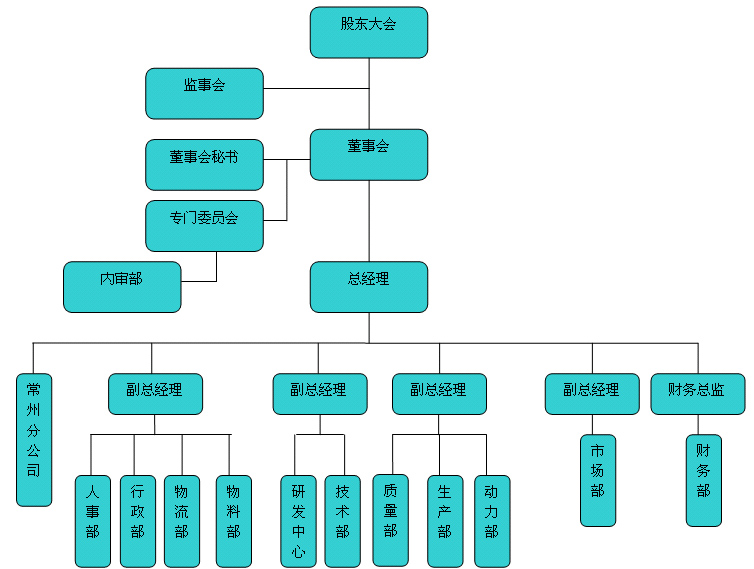 股东大会
监事会
董事会
董事会秘书
专门委员会
内审部
总经理
常州分公司
副总经理
副总经理
副总经理
副总经理
财务总监
人事部
行政部
物流部
物料部
研发中心
技术部
质量部
生产部
动力部
市场部
财务部